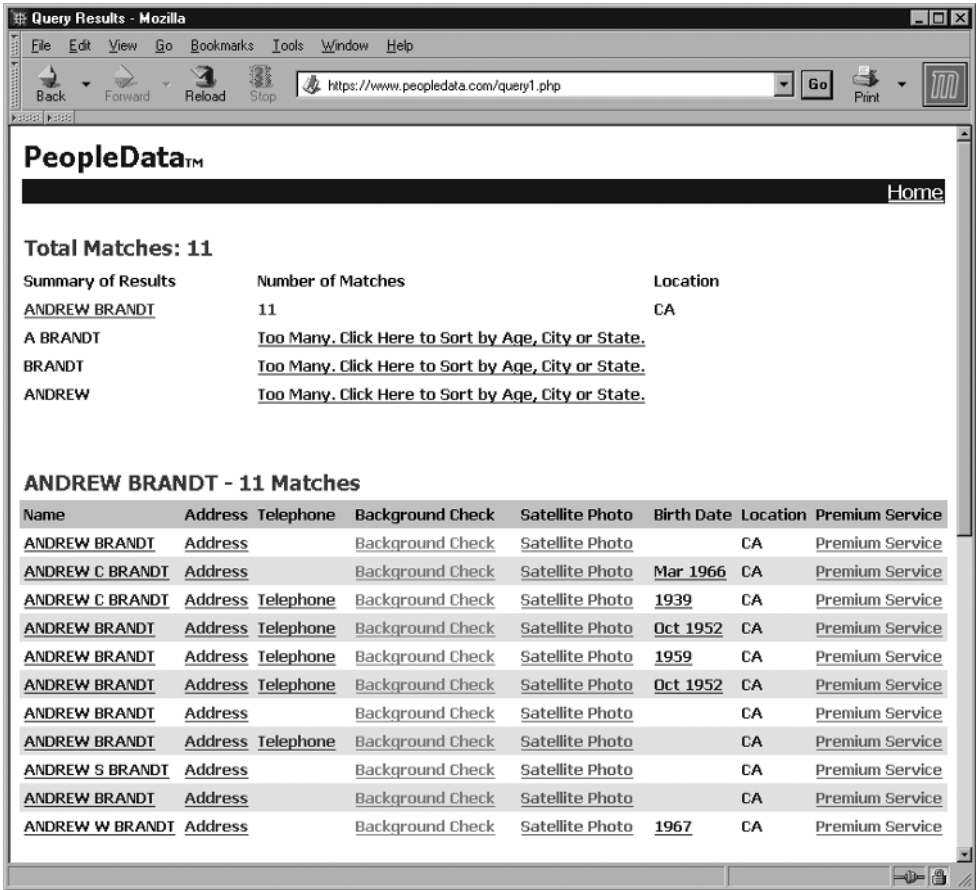 Query Results - Mozilla
File Edit View Go Bookmarks Tools Window Help
Back Forward Reload Stop https://www.peopledata.com/query1.php Go Print
PeopleData™
Home
Total Matches: 11
Summary of Results Number of Matches Location
ANDREW BRANDT 11 CA
A BRANDT Too Many. Click Here to Sort by Age, City or State.
BRANDT Too Many. Click Here to Sort by Age, City or State.
ANDREW Too Many. Click Here to Sort by Age, City or State.
ANDREW BRANDT - 11 Matches
Name Address Telephone Background Check Satellite Photo Birth Date Location Premium Service
ANDREW BRANDT Address Background Check Satellite Photo CA Premium Service
ANDREW C BRANDT Address Background Check Satellite Photo Mar 1966 CA Premium Service
ANDREW C BRANDT Address Telephone Background Check Satellite Photo 1939 CA Premium Service
ANDREW BRANDT Address Telephone Background Check Satellite Photo Oct 1952 CA Premium Service
ANDREW BRANDT Address Telephone Background Check Satellite Photo 1959 CA Premium Service
ANDREW BRANDT Address Telephone Background Check Satellite Photo Oct 1952 CA Premium Service
ANDREW BRANDT Address Background Check Satellite Photo CA Premium Service
ANDREW BRANDT Address Telephone Background Check Satellite Photo CA Premium Service
ANDREW S BRANDT Address Background Check Satellite Photo CA Premium Service
ANDREW BRANDT Address Background Check Satellite Photo CA Premium Service
ANDREW W BRANDT Address Background Check Satellite Photo 1967 CA Premium Service